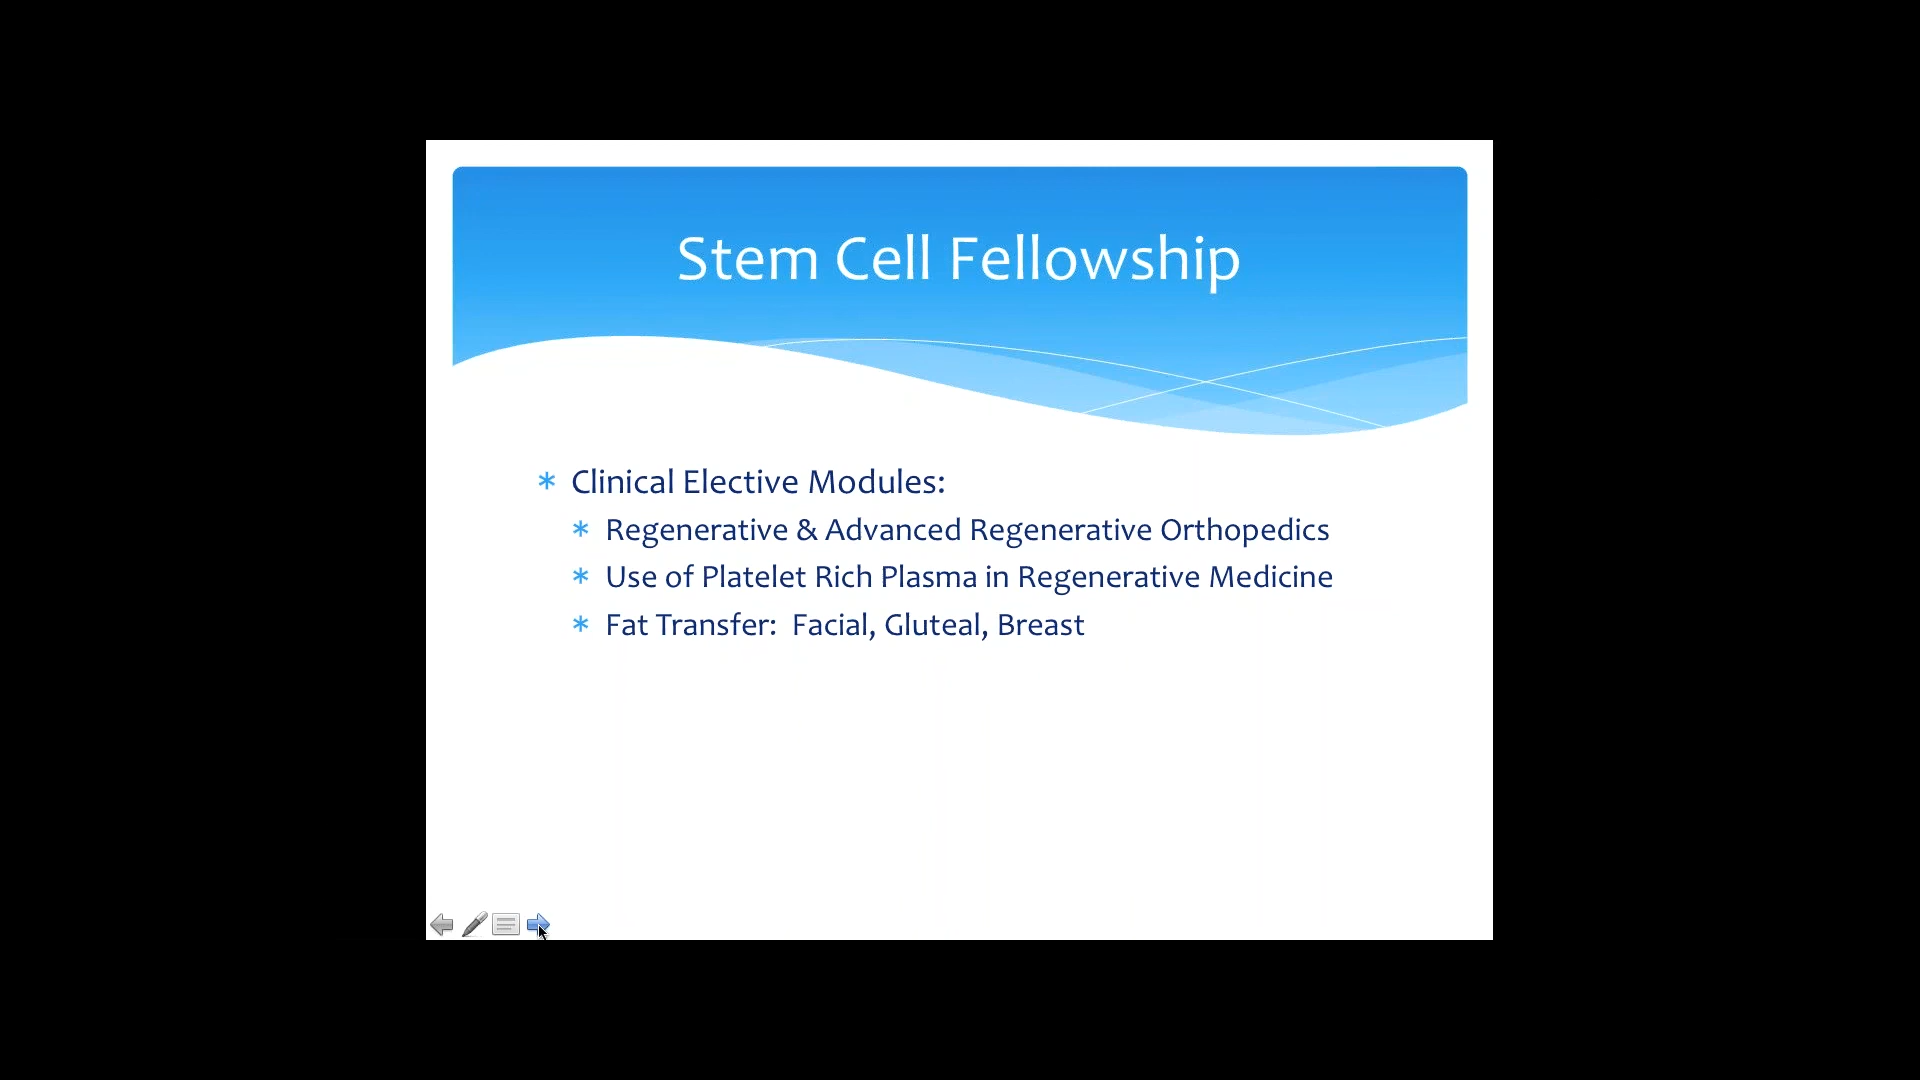 Stem Cell Fellowship
* Clinical Elective Modules:
* Regenerative & Advanced Regenerative Orthopedics
* Use of Platelet Rich Plasma in Regenerative Medicine
* Fat Transfer:  Facial, Gluteal, Breast